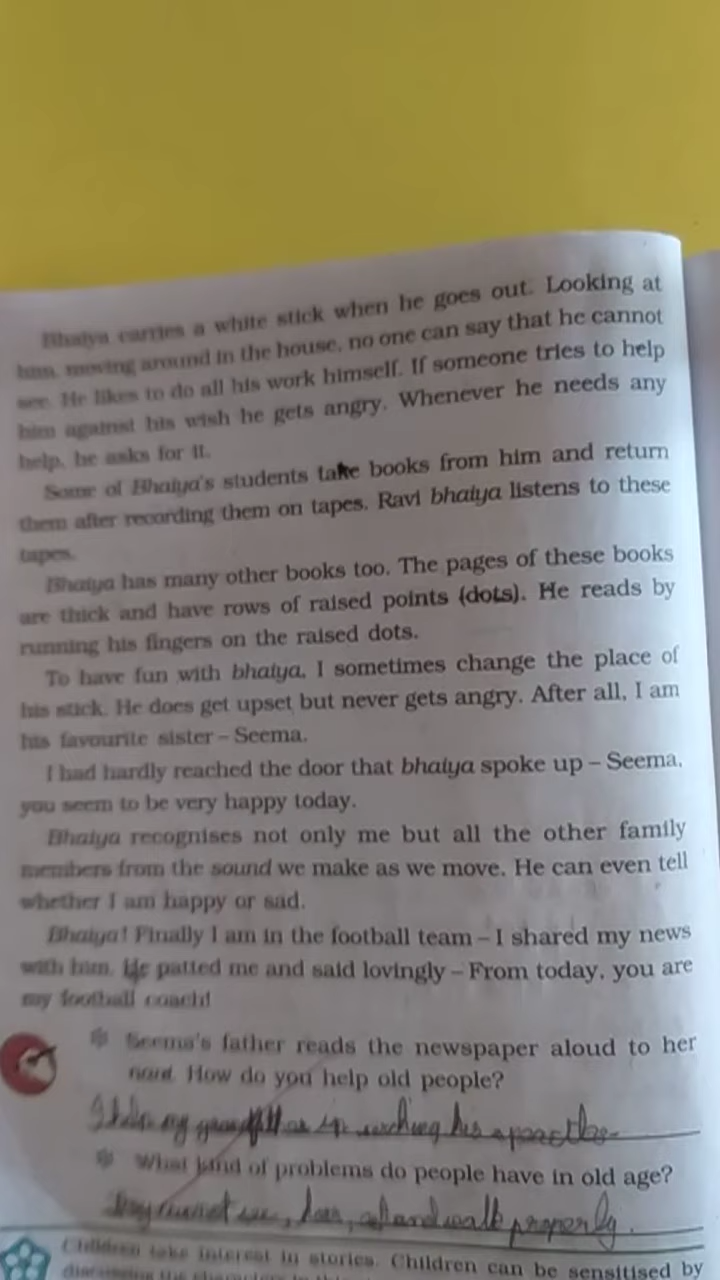 Bhaiya carries a white stick when he goes out. Looking at
him, moving around in the house, no one can say that he cannot
see. He likes to do all his work himself. If someone tries to help
him against his wish he gets angry. Whenever he needs any
help, he asks for it.
Some of Bhaiya's students take books from him and return
them after recording them on tapes. Ravi bhaiya listens to these
tapes.
Bhaiya has many other books too. The pages of these books
are thick and have rows of raised points (dots). He reads by
running his fingers on the raised dots.
To have fun with bhaiya, I sometimes change the place of
his stick. He does get upset but never gets angry. After all, I am
his favourite sister – Seema.
I had hardly reached the door that bhaiya spoke up – Seema,
you seem to be very happy today.
Bhaiya recognises not only me but all the other family
members from the sound we make as we move. He can even tell
whether I am happy or sad.
Bhaiya! Finally I am in the football team – I shared my news
with him. He patted me and said lovingly – From today, you are
my football coach!
Seema's father reads the newspaper aloud to her
nani. How do you help old people?
my his
What kind of problems do people have in old age?
and walk properly.
Children take interest in stories. Children can be sensitised by
discussing the characters in